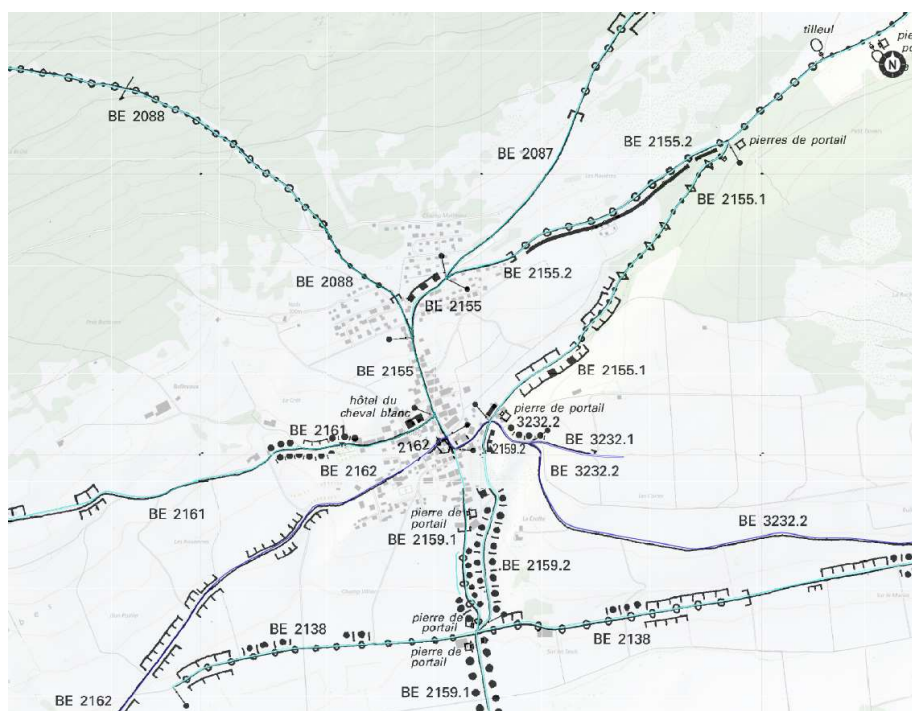 tilleul
N
BE 2088
BE 2087
BE 2155.2
pierres de portail
BE 2155.1
BE 2155.2
BE 2088
BE 2155
BE 2155
BE 2155.1
hôtel du
cheval blanc
pierre de portail
3232.2
BE 2161
2162
2159.2
BE 3232.1
BE 2162
BE 3232.2
BE 2161
pierre de
portail
BE 2159.1
BE 3232.2
BE 2159.2
pierre de
portail
BE 2138
BE 2138
pierre de
portail
BE 2162
BE 2159.1